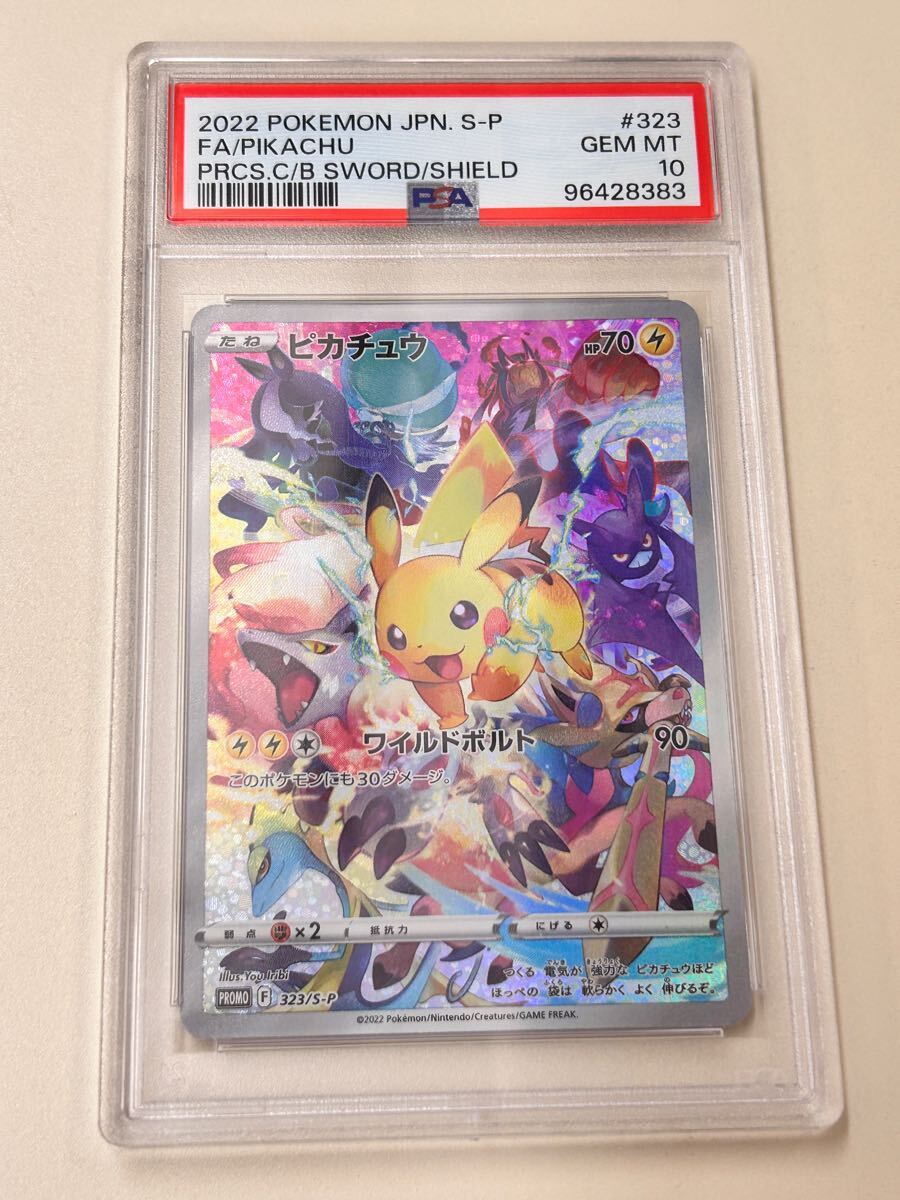 2022 POKEMON JPN. S-P #323
FA/PIKACHU GEM MT
PRCS.C/B SWORD/SHIELD 10
PSA 96428383
たね ピカチュウ HP70
ワイルドボルト 90
このポケモンにも30ダメージ。
弱点 ×2 抵抗力 にげる
Illus. You Iribi
PROMO F 323/S-P
つくる 電気が 強力な ピカチュウほど
ほっぺの 袋は 軟らかく よく 伸びるぞ。
©2022 Pokémon/Nintendo/Creatures/GAME FREAK.